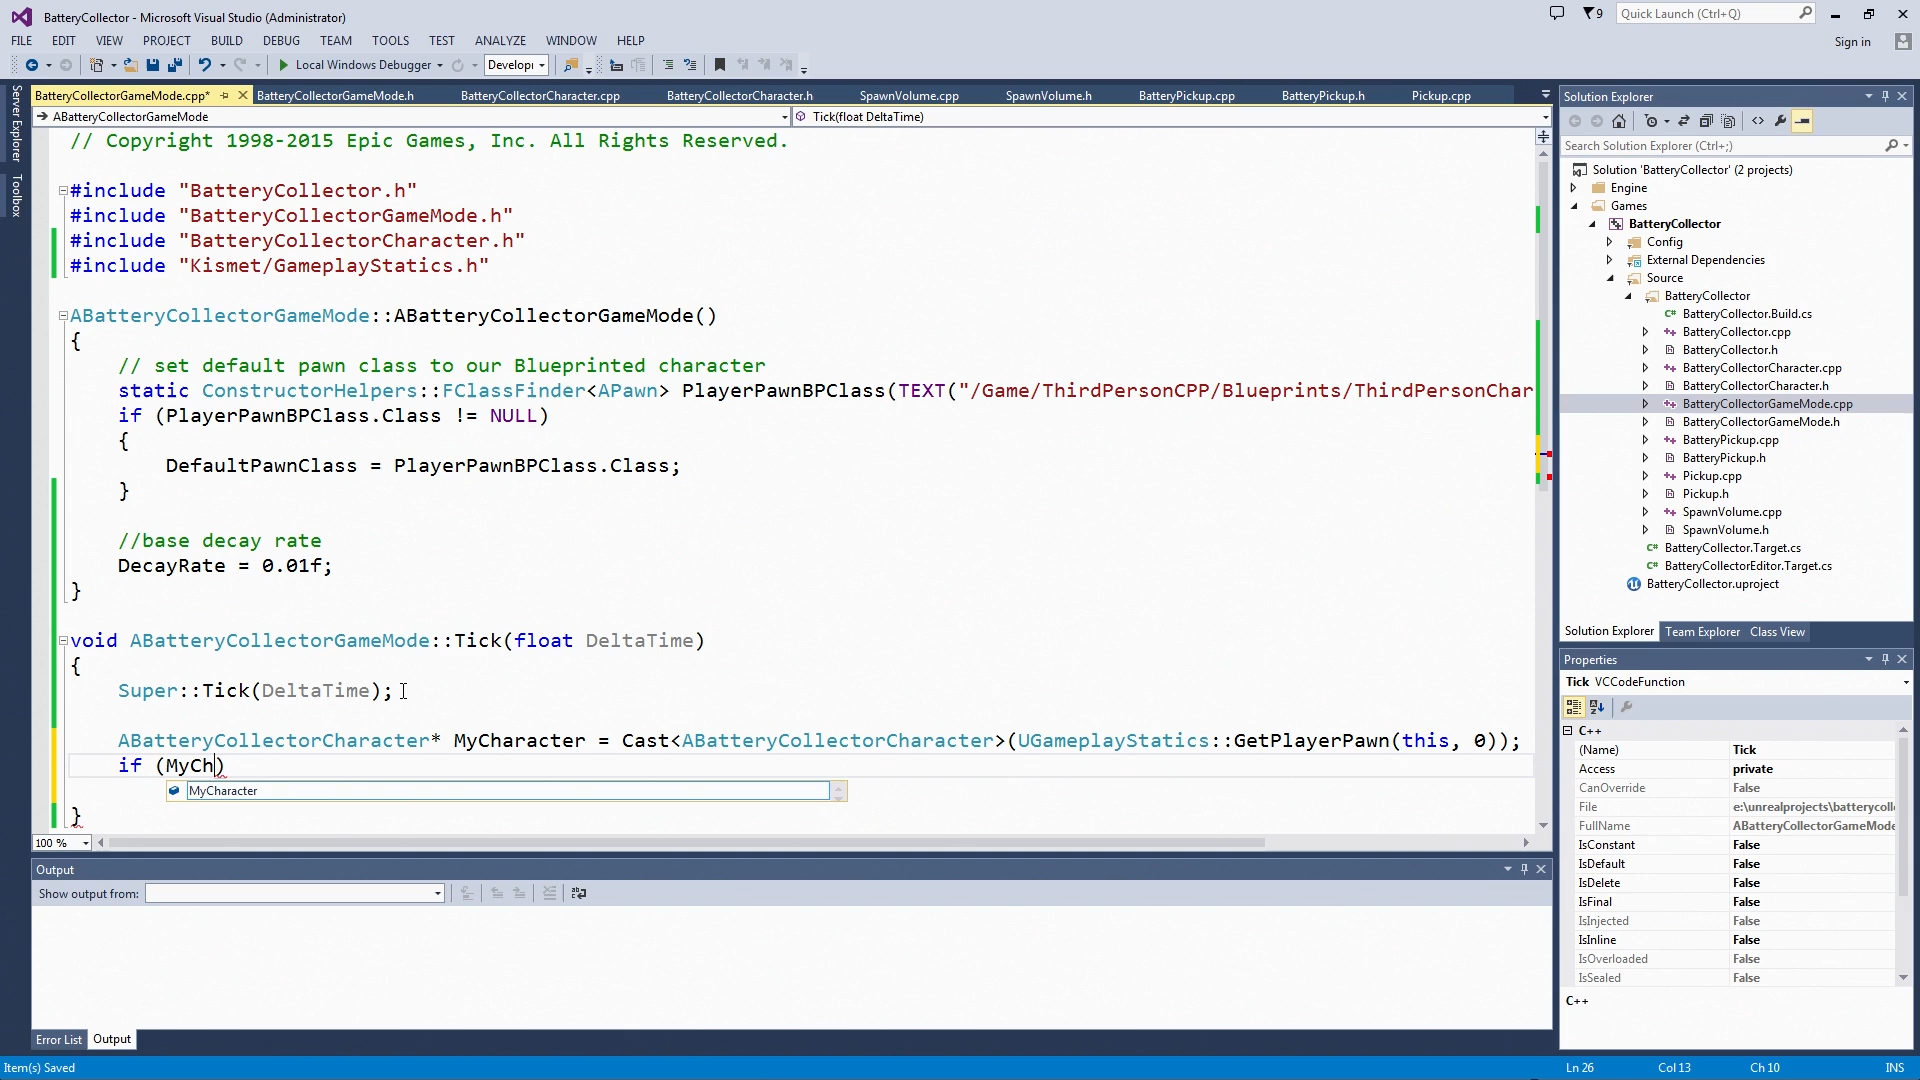 BatteryCollector - Microsoft Visual Studio (Administrator)
9
Quick Launch (Ctrl+Q)
FILE EDIT VIEW PROJECT BUILD DEBUG TEAM TOOLS TEST ANALYZE WINDOW HELP
Sign in
Local Windows Debugger
Develop
Server Explorer
Toolbox
BatteryCollectorGameMode.cpp* BatteryCollectorGameMode.h BatteryCollectorCharacter.cpp BatteryCollectorCharacter.h SpawnVolume.cpp SpawnVolume.h BatteryPickup.cpp BatteryPickup.h Pickup.cpp
ABatteryCollectorGameMode
Tick(float DeltaTime)
// Copyright 1998-2015 Epic Games, Inc. All Rights Reserved.
#include "BatteryCollector.h"
#include "BatteryCollectorGameMode.h"
#include "BatteryCollectorCharacter.h"
#include "Kismet/GameplayStatics.h"
ABatteryCollectorGameMode::ABatteryCollectorGameMode()
{
// set default pawn class to our Blueprinted character
static ConstructorHelpers::FClassFinder<APawn> PlayerPawnBPClass(TEXT("/Game/ThirdPersonCPP/Blueprints/ThirdPersonChar
if (PlayerPawnBPClass.Class != NULL)
{
DefaultPawnClass = PlayerPawnBPClass.Class;
}
//base decay rate
DecayRate = 0.01f;
}
void ABatteryCollectorGameMode::Tick(float DeltaTime)
{
Super::Tick(DeltaTime);
ABatteryCollectorCharacter* MyCharacter = Cast<ABatteryCollectorCharacter>(UGameplayStatics::GetPlayerPawn(this, 0));
if (MyCh)
MyCharacter
}
100 %
Output
Show output from:
Error List Output
Solution Explorer
Search Solution Explorer (Ctrl+;)
Solution 'BatteryCollector' (2 projects)
Engine
Games
BatteryCollector
Config
External Dependencies
Source
BatteryCollector
BatteryCollector.Build.cs
BatteryCollector.cpp
BatteryCollector.h
BatteryCollectorCharacter.cpp
BatteryCollectorCharacter.h
BatteryCollectorGameMode.cpp
BatteryCollectorGameMode.h
BatteryPickup.cpp
BatteryPickup.h
Pickup.cpp
Pickup.h
SpawnVolume.cpp
SpawnVolume.h
BatteryCollector.Target.cs
BatteryCollectorEditor.Target.cs
BatteryCollector.uproject
Solution Explorer Team Explorer Class View
Properties
Tick VCCodeFunction
C++
(Name) Tick
Access private
CanOverride False
File e:\unrealprojects\batterycoll
FullName ABatteryCollectorGameMode
IsConstant False
IsDefault False
IsDelete False
IsFinal False
IsInjected False
IsInline False
IsOverloaded False
IsSealed False
C++
Item(s) Saved
Ln 26 Col 13 Ch 10 INS